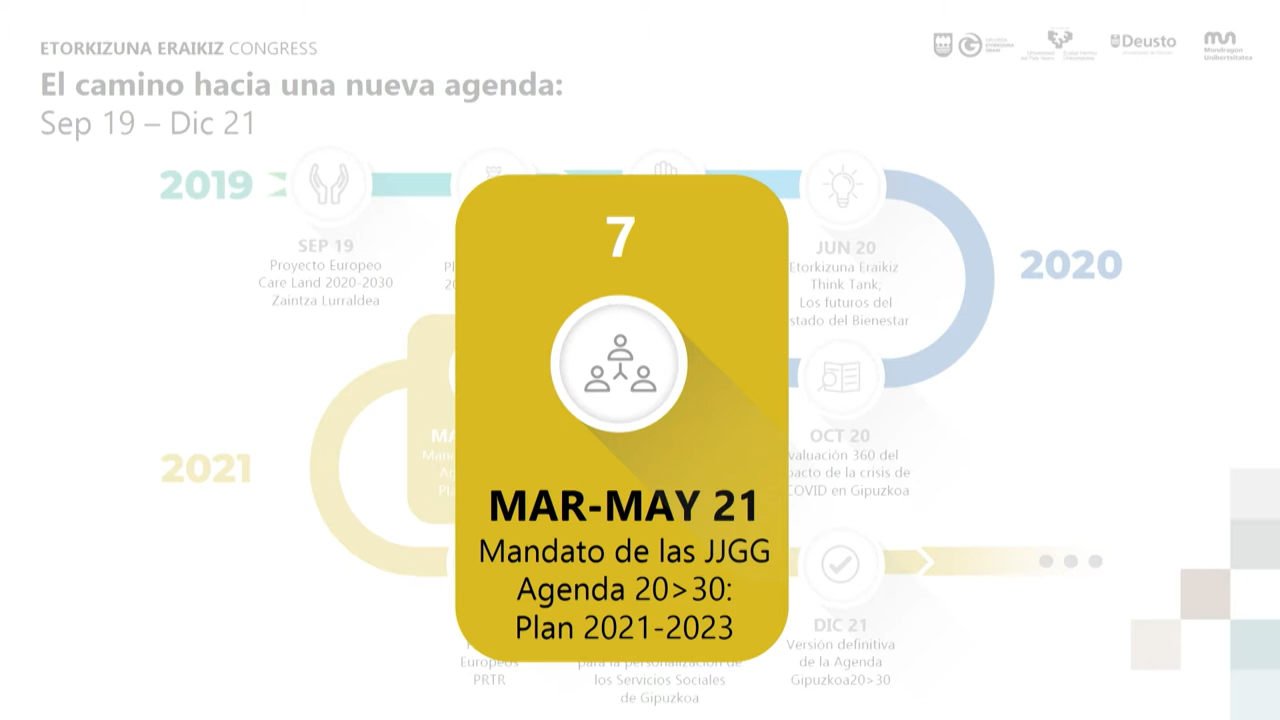 ETORKIZUNA ERAIKIZ CONGRESS
El camino hacia una nueva agenda:
Sep 19 – Dic 21
Deusto
Mondragon
Unibertsitatea
2019
SEP 19
Proyecto Europeo
Care Land 2020-2030
Zaintza Lurraldea
JUN 20
Etorkizuna Eraikiz
Think Tank;
Los futuros del
stado del Bienestar
2020
7
MAR-MAY 21
Mandato de las JJGG
Agenda 20>30:
Plan 2021-2023
OCT 20
valuación 360 del
pacto de la crisis de
COVID en Gipuzkoa
2021
Europeos
PRTR
para la personalización de
los Servicios Sociales
de Gipuzkoa
DIC 21
Versión definitiva
de la Agenda
Gipuzkoa20>30